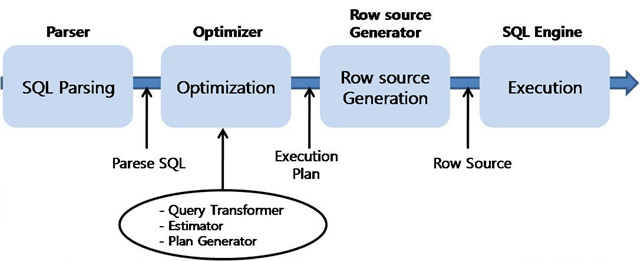 Parser
Optimizer
Row source
Generator
SQL Engine
SQL Parsing
Optimization
Row source
Generation
Execution
Parese SQL
Execution
Plan
Row Source
- Query Transformer
- Estimator
- Plan Generator